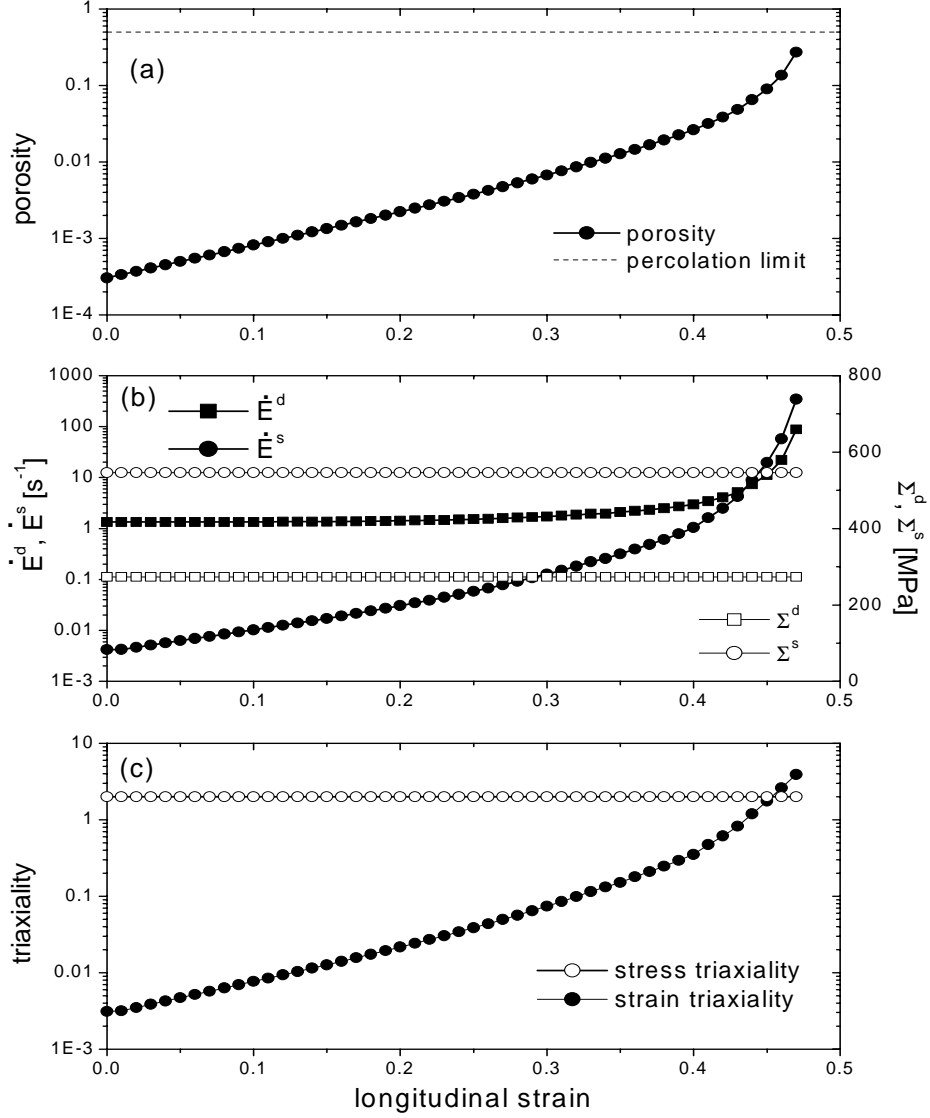 1
0.1
0.01
1E-3
1E-4
porosity
(a)
porosity
percolation limit
0.0 0.1 0.2 0.3 0.4 0.5
1000
100
10
1
0.1
0.01
1E-3
Ė^d, Ė^s [s^-1]
(b)
Ė^d
Ė^s
Σ^d
Σ^s
800
600
400
200
0
Σ^d, Σ^s [MPa]
0.0 0.1 0.2 0.3 0.4 0.5
10
1
0.1
0.01
1E-3
triaxiality
(c)
stress triaxiality
strain triaxiality
0.0 0.1 0.2 0.3 0.4 0.5
longitudinal strain